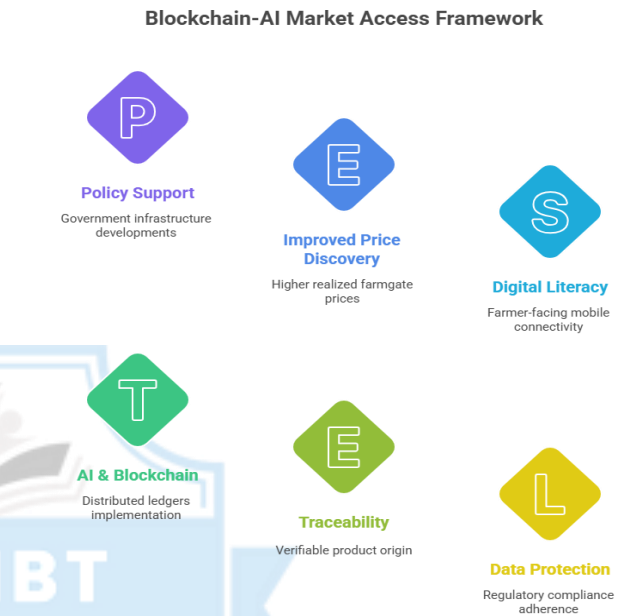 Blockchain-AI Market Access Framework
P
Policy Support
Government infrastructure
developments
E
Improved Price
Discovery
Higher realized farmgate
prices
S
Digital Literacy
Farmer-facing mobile
connectivity
T
AI & Blockchain
Distributed ledgers
implementation
E
Traceability
Verifiable product origin
L
Data Protection
Regulatory compliance
adherence
BT